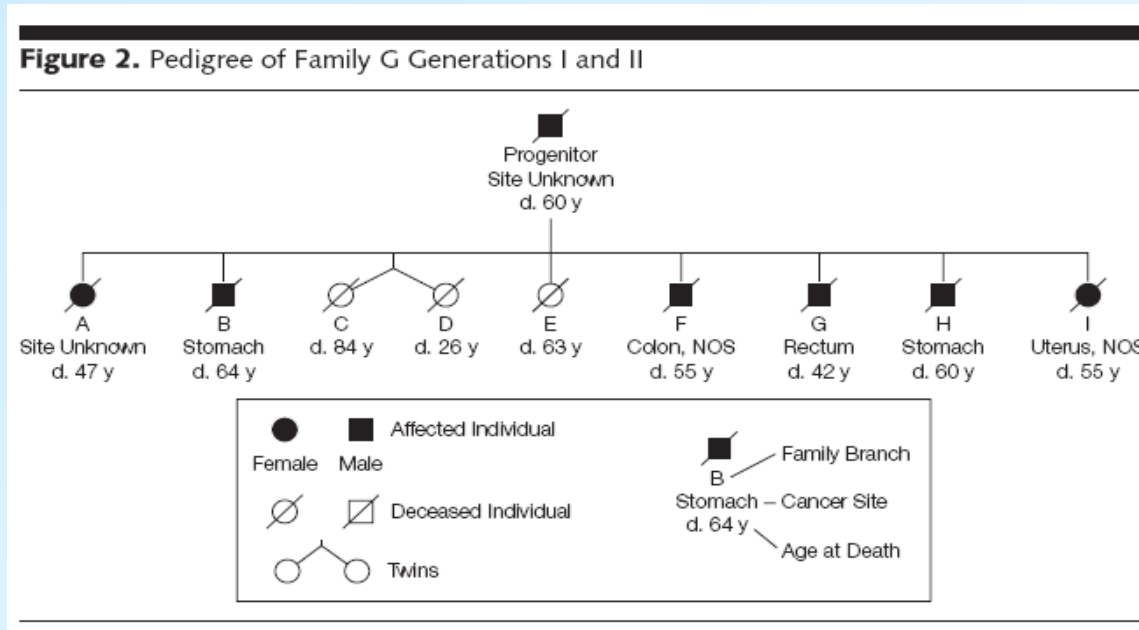 Figure 2. Pedigree of Family G Generations I and II
Progenitor
Site Unknown
d. 60 y
A B C D E F G H I
Site Unknown Stomach d. 84 y d. 26 y d. 63 y Colon, NOS Rectum Stomach Uterus, NOS
d. 47 y d. 64 y d. 55 y d. 42 y d. 60 y d. 55 y
Affected Individual
Female Male
Deceased Individual
Twins
Family Branch
B
Stomach – Cancer Site
d. 64 y
Age at Death